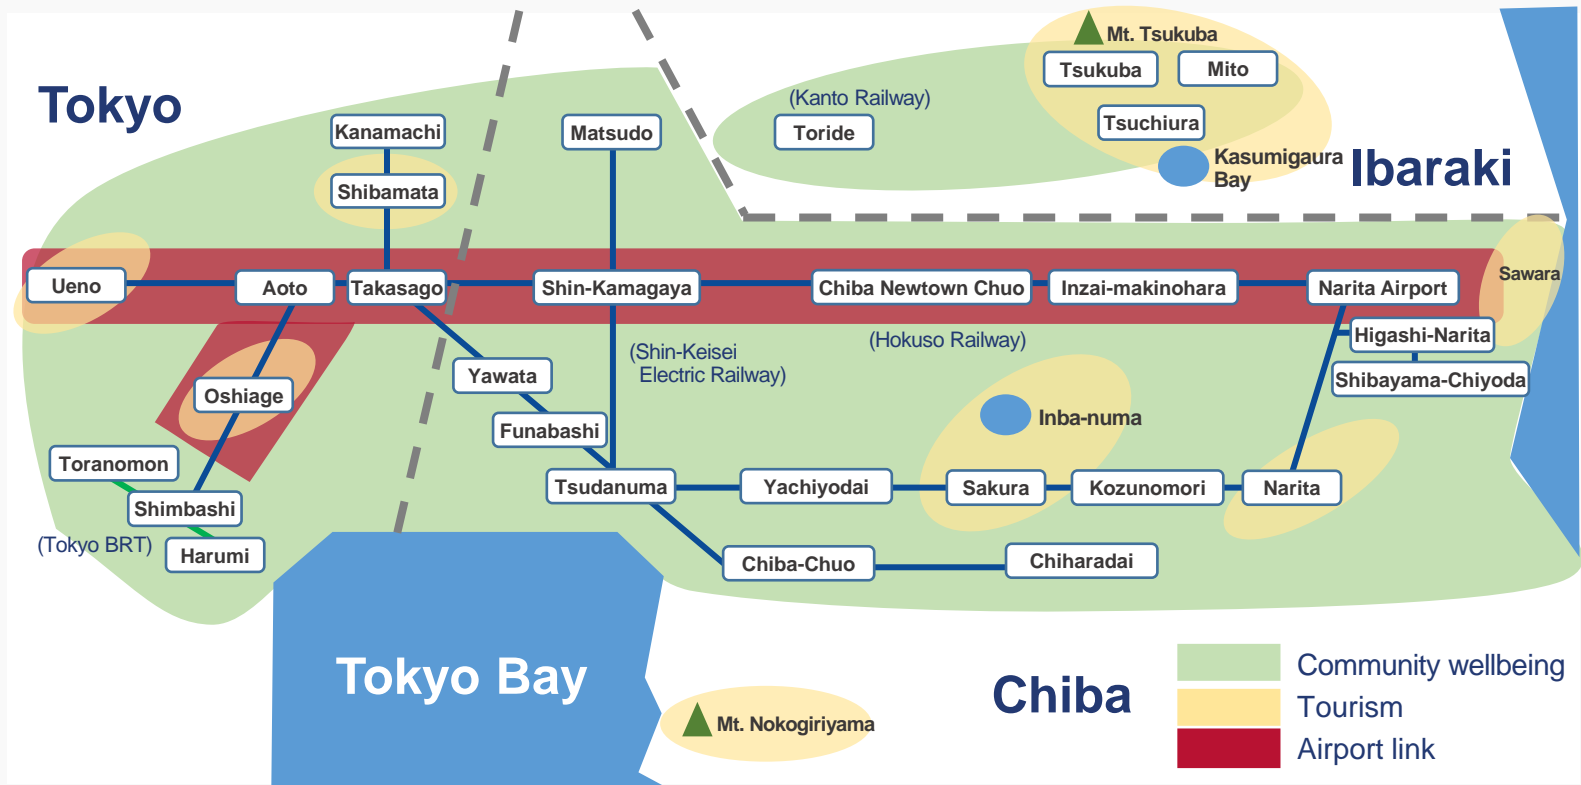 Mt. Tsukuba
Tsukuba
Mito
Tokyo
(Kanto Railway)
Kanamachi
Matsudo
Toride
Tsuchiura
Kasumigaura
Bay
Ibaraki
Shibamata
Ueno
Aoto
Takasago
Shin-Kamagaya
Chiba Newtown Chuo
Inzai-makinohara
Narita Airport
Sawara
(Hokuso Railway)
Higashi-Narita
(Shin-Keisei
Electric Railway)
Yawata
Shibayama-Chiyoda
Oshiage
Funabashi
Inba-numa
Toranomon
Tsudanuma
Yachiyodai
Sakura
Kozunomori
Narita
Shimbashi
(Tokyo BRT)
Harumi
Chiba-Chuo
Chiharadai
Tokyo Bay
Chiba
Mt. Nokogiriyama
Community wellbeing
Tourism
Airport link